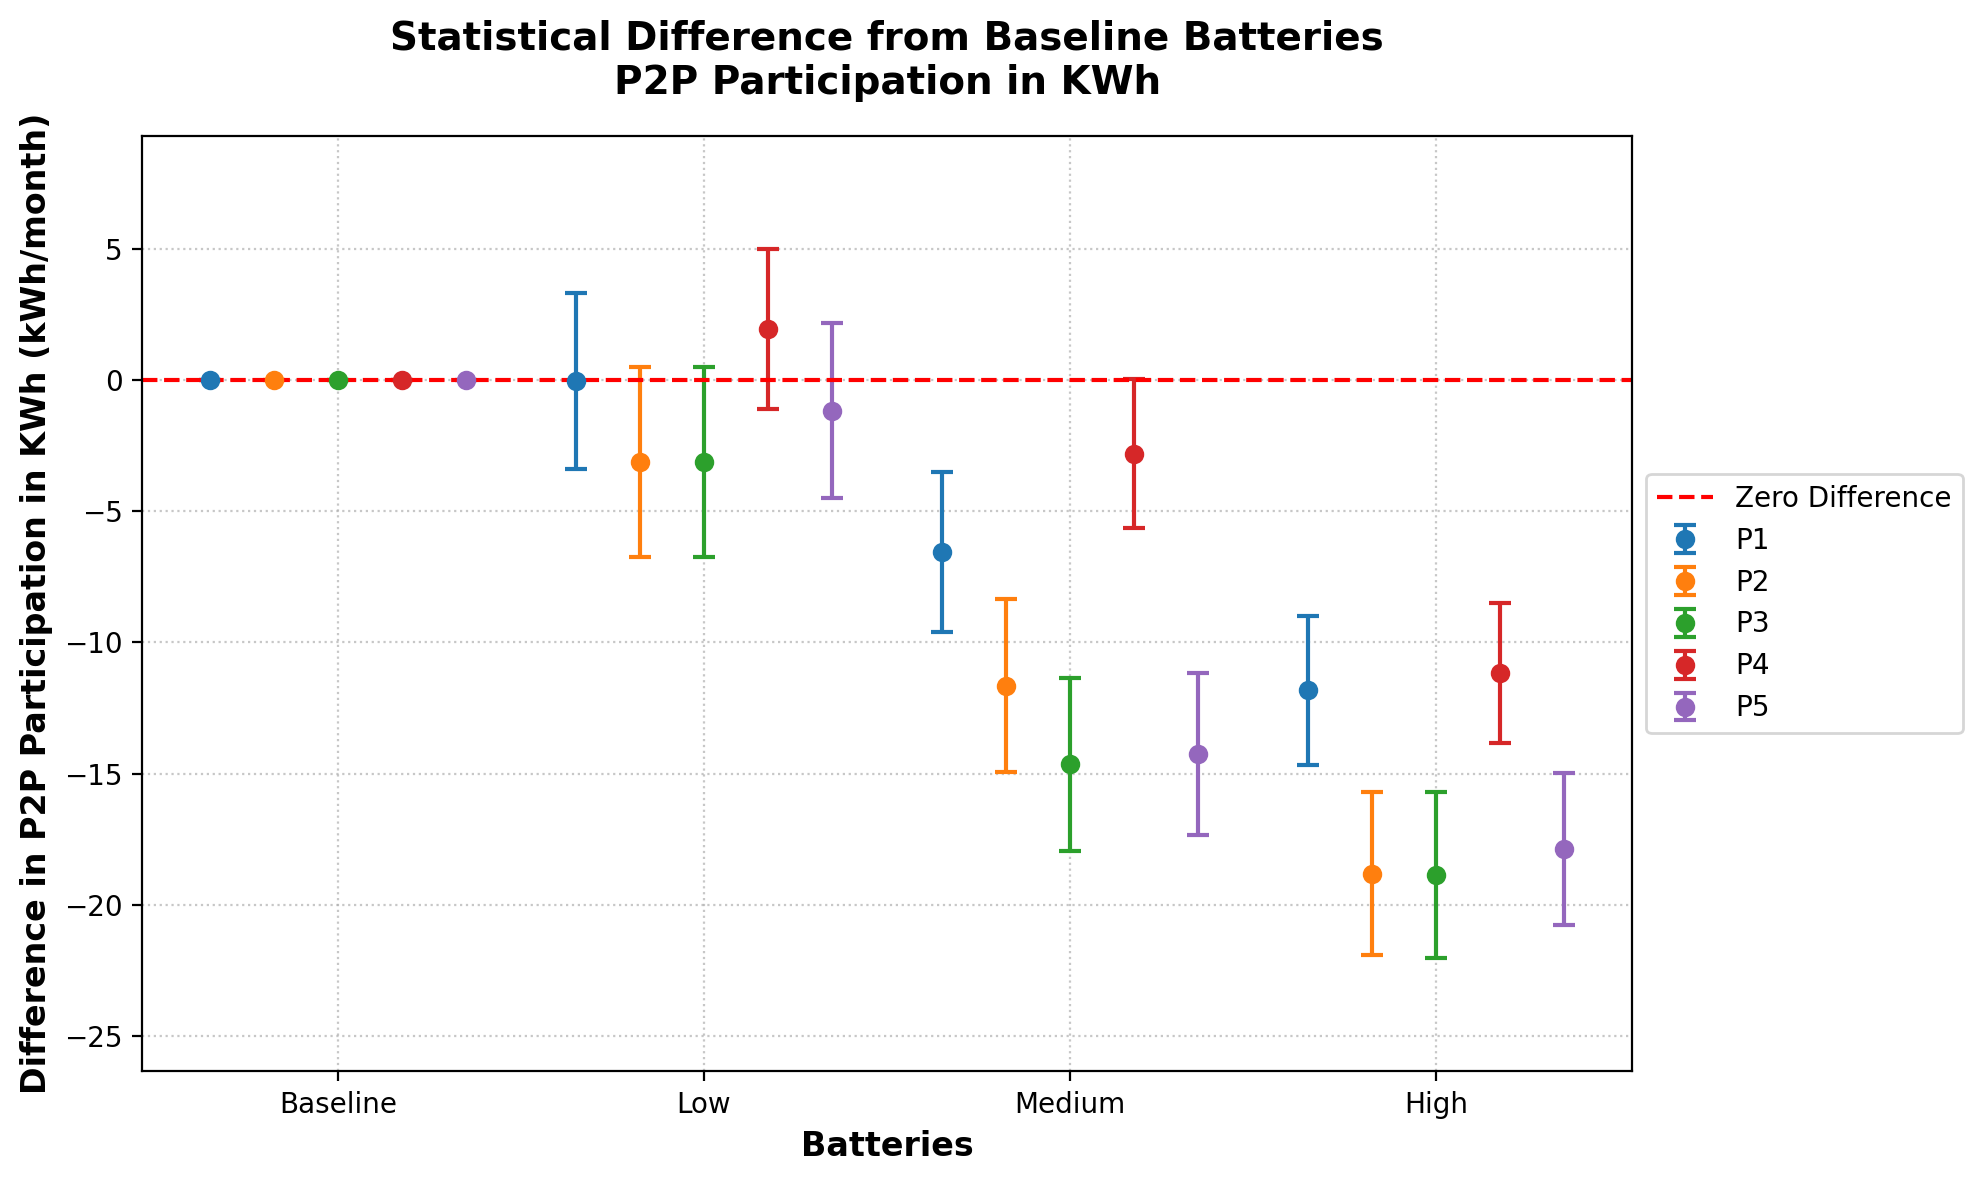 Statistical Difference from Baseline Batteries
P2P Participation in KWh
Difference in P2P Participation in KWh (kWh/month)
5
0
−5
−10
−15
−20
−25
Baseline
Low
Medium
High
Batteries
Zero Difference
P1
P2
P3
P4
P5